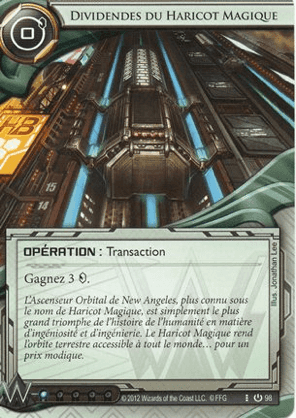 Dividendes du Haricot Magique
0
HB
15
14
16
OPÉRATION : Transaction
Gagnez 3
L'Ascenseur Orbital de New Angeles, plus connu sous
le nom de Haricot Magique, est simplement le plus
grand triomphe de l'histoire de l'humanité en matière
d'ingéniosité et d'ingénierie. Le Haricot Magique rend
l'orbite terrestre accessible à tout le monde… pour un
prix modique.
Illus. Jonathan Lee
© 2012 Wizards of the Coast LLC. © FFG
98